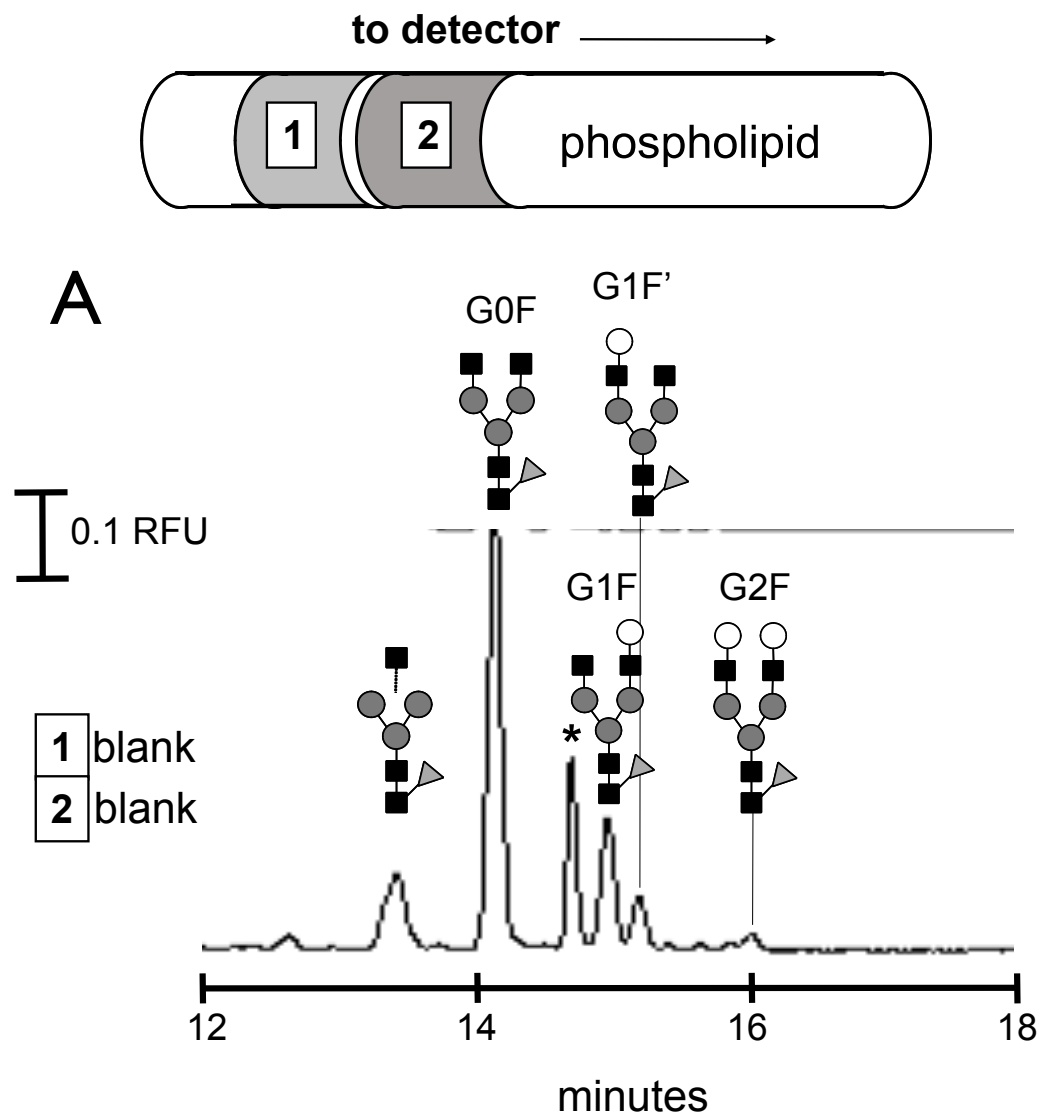 to detector
1 2 phospholipid
A
G0F G1F’
0.1 RFU
G1F G2F
*
1 blank
2 blank
12 14 16 18
minutes